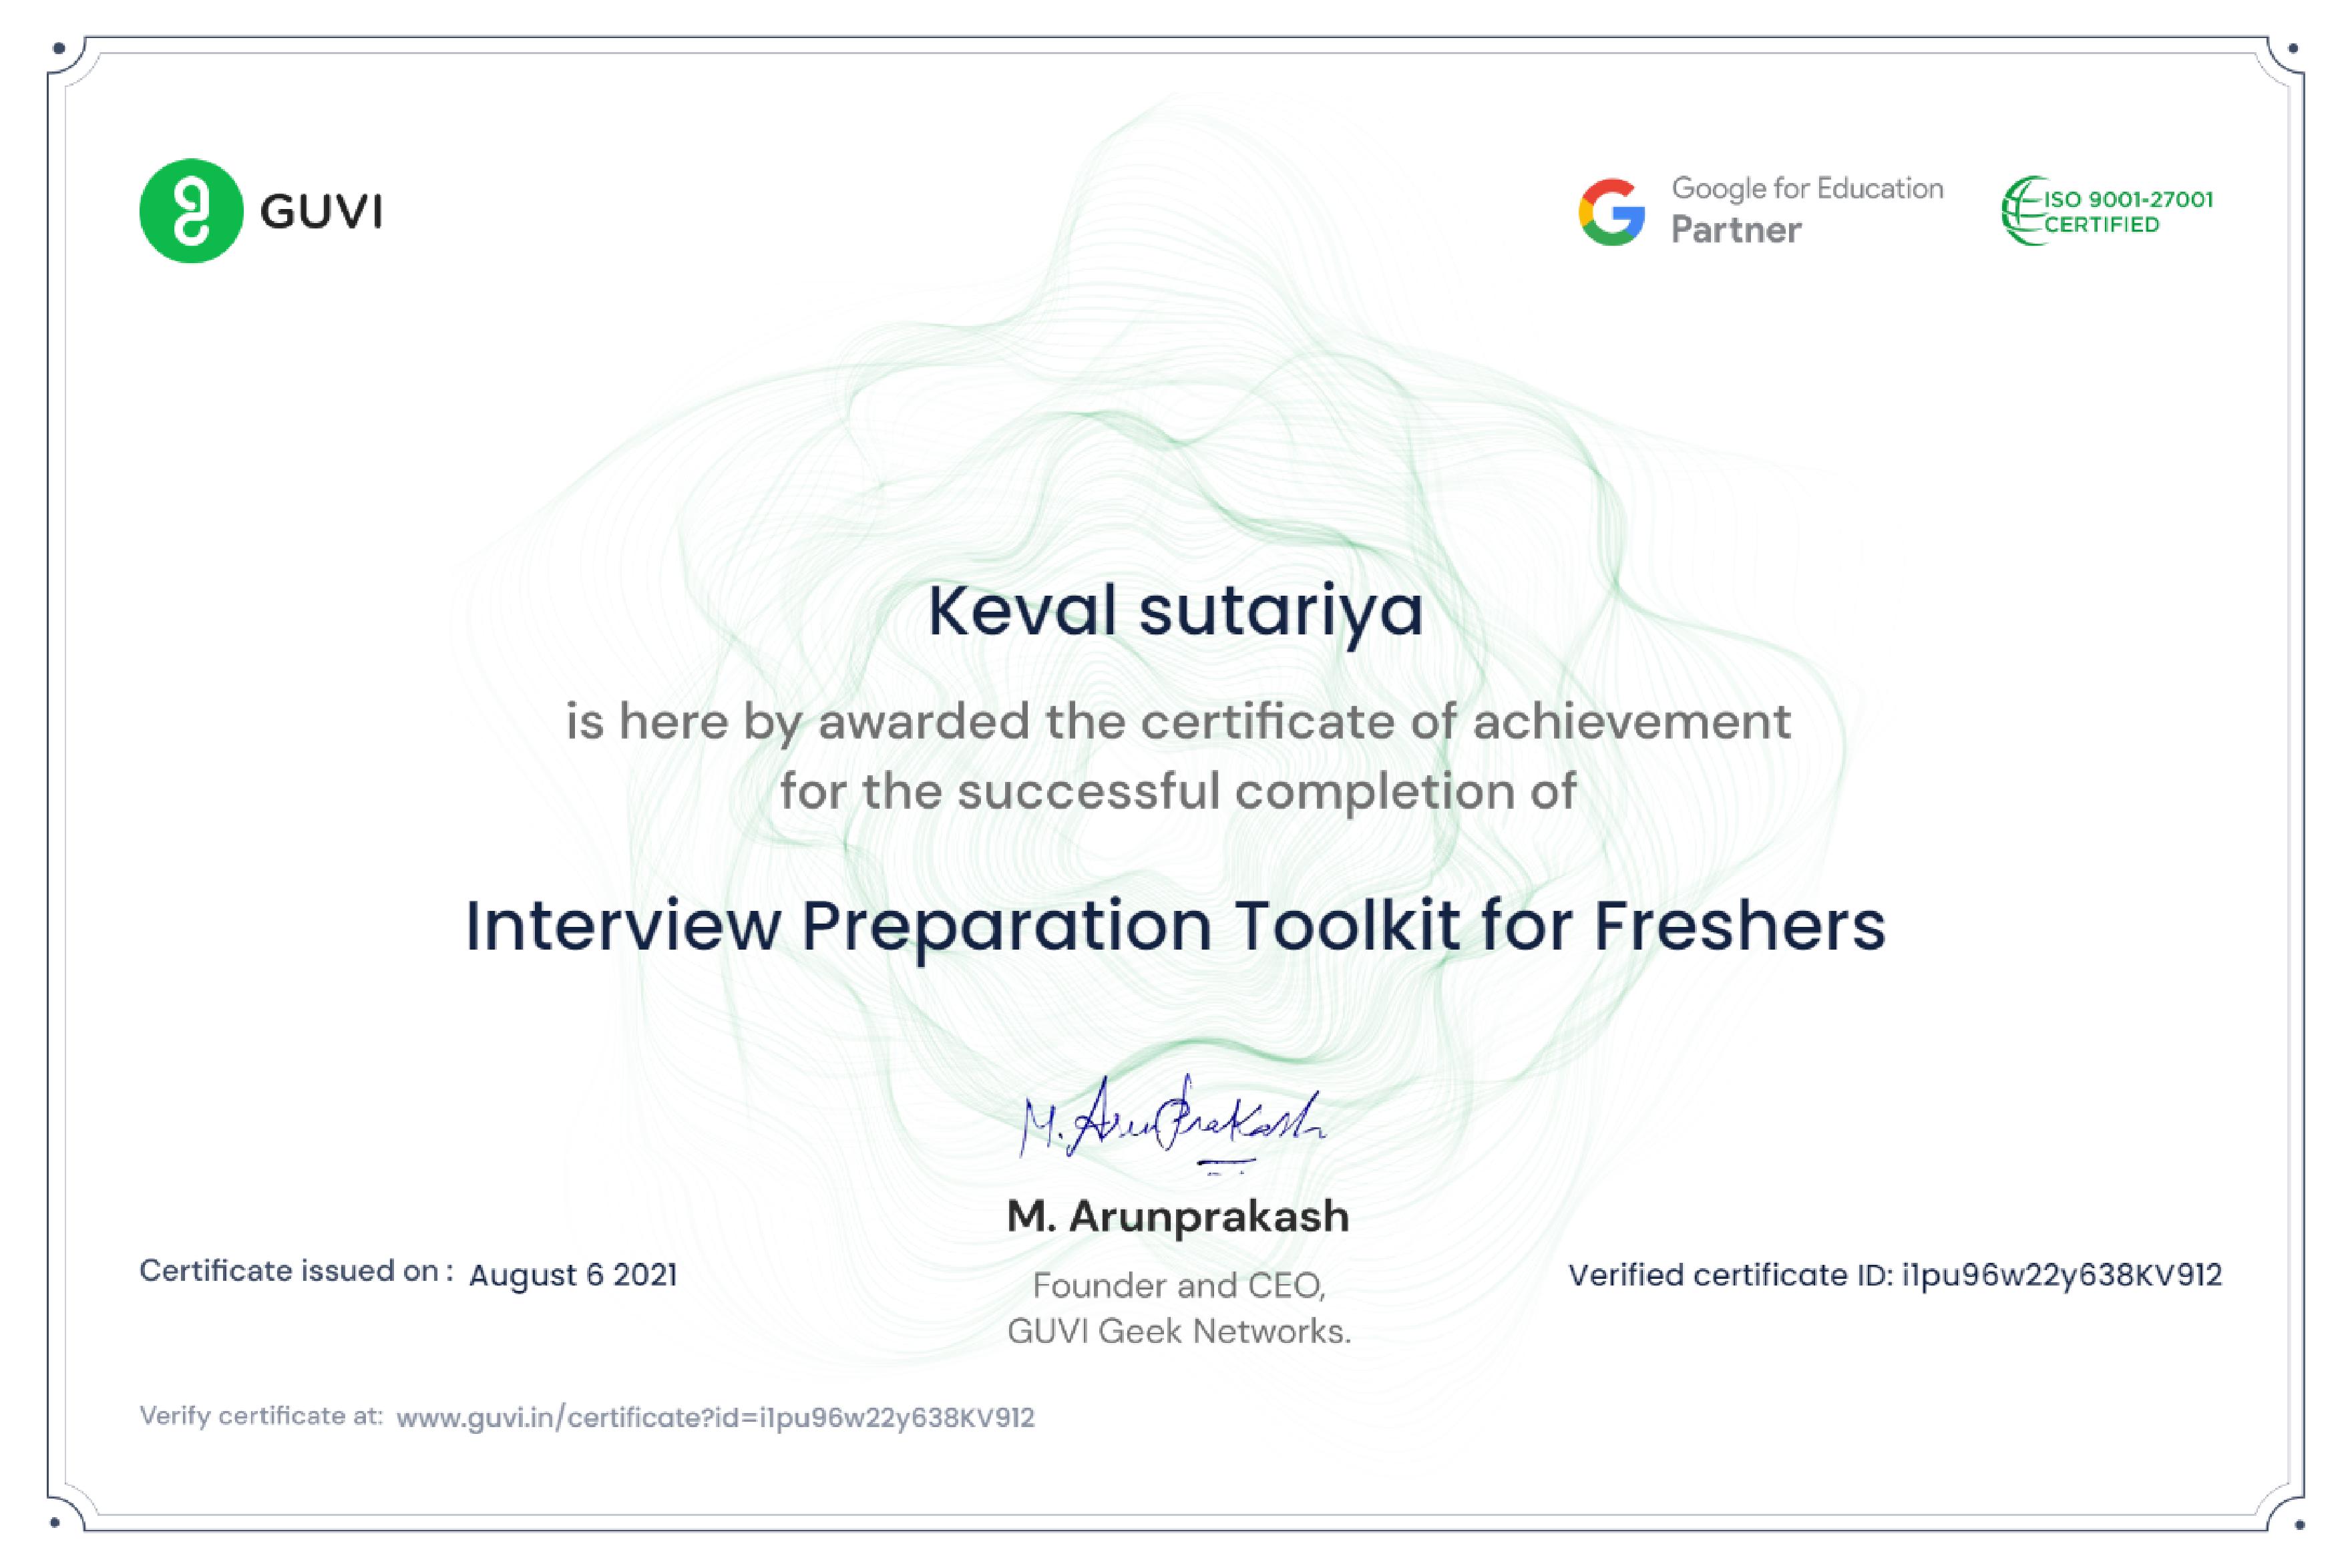 GUVI
Google for Education
Partner
ISO 9001-27001
CERTIFIED
Keval sutariya
is here by awarded the certificate of achievement
for the successful completion of
Interview Preparation Toolkit for Freshers
M. Arunprakash
M. Arunprakash
Founder and CEO,
GUVI Geek Networks.
Certificate issued on : August 6 2021
Verified certificate ID: i1pu96w22y638KV912
Verify certificate at: www.guvi.in/certificate?id=i1pu96w22y638KV912